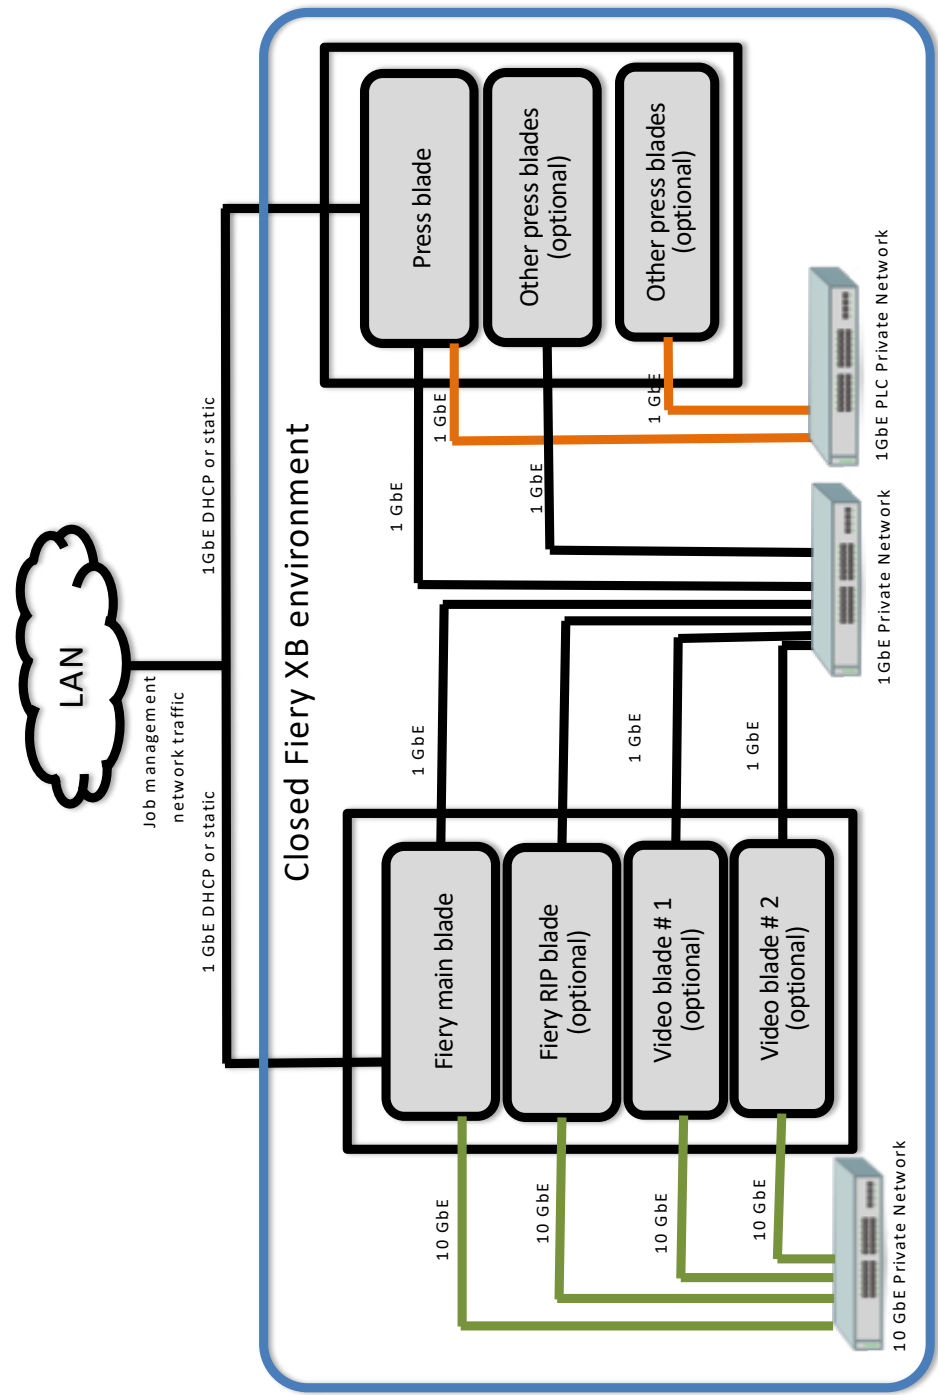 LAN
Job management
network traffic
1 GbE DHCP or static
1GbE DHCP or static
Closed Fiery XB environment
Fiery main blade
Fiery RIP blade
(optional)
Video blade # 1
(optional)
Video blade # 2
(optional)
Press blade
Other press blades
(optional)
Other press blades
(optional)
10 GbE
10 GbE
10 GbE
10 GbE
1 GbE
1 GbE
1 GbE
1 GbE
1 GbE
1 GbE
1 GbE
10 GbE Private Network
1GbE Private Network
1GbE PLC Private Network